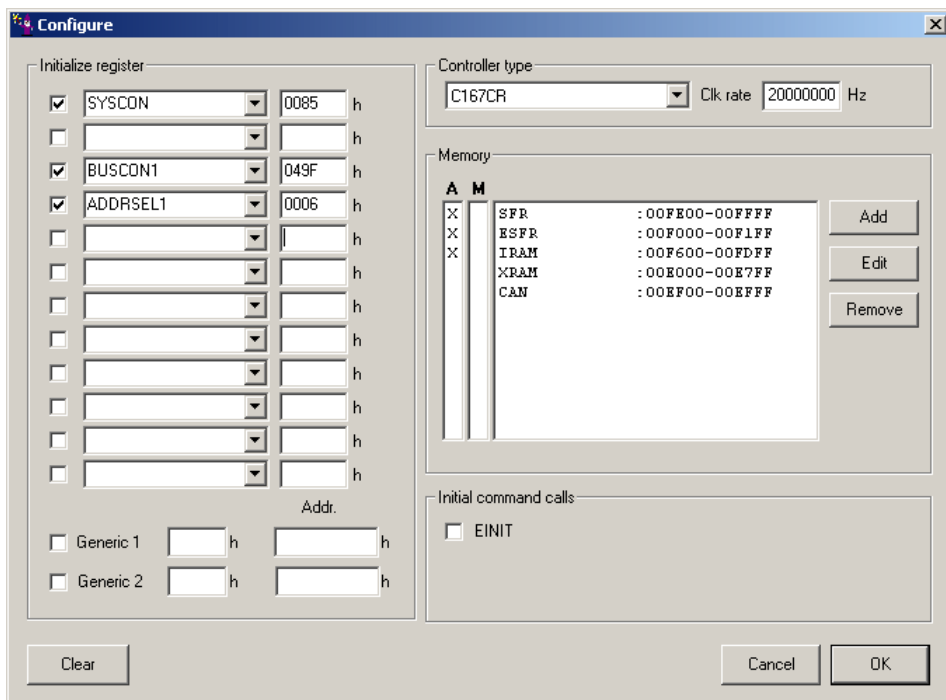 Configure
Initialize register
SYSCON 0085 h
h
BUSCON1 049F h
ADDRSEL1 0006 h
h
h
h
h
h
h
h
h
Addr.
Generic 1 h h
Generic 2 h h
Controller type
C167CR Clk rate 20000000 Hz
Memory
A M
X SFR :00FE00-00FFFF
X ESFR :00F000-00F1FF
X IRAM :00F600-00FDFF
XRAM :00E000-00E7FF
CAN :00EF00-00EFFF
Add
Edit
Remove
Initial command calls
EINIT
Clear Cancel OK